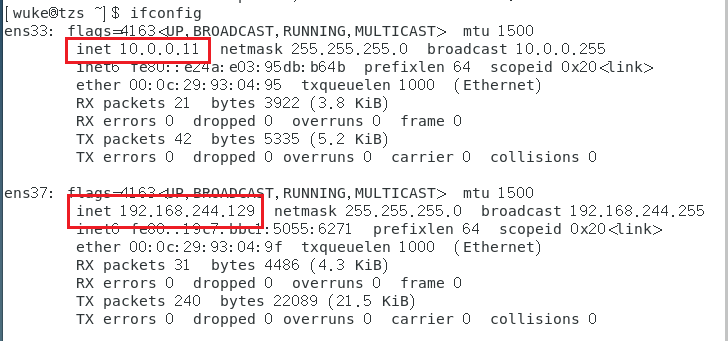 [wuke@tzs ~]$ ifconfig
ens33: flags=4163<UP,BROADCAST,RUNNING,MULTICAST>  mtu 1500
        inet 10.0.0.11  netmask 255.255.255.0  broadcast 10.0.0.255
        inet6 fe80::e24a:e03:95db:b64b  prefixlen 64  scopeid 0x20<link>
        ether 00:0c:29:93:04:95  txqueuelen 1000  (Ethernet)
        RX packets 21  bytes 3922 (3.8 KiB)
        RX errors 0  dropped 0  overruns 0  frame 0
        TX packets 42  bytes 5335 (5.2 KiB)
        TX errors 0  dropped 0 overruns 0  carrier 0  collisions 0
ens37: flags=4163<UP,BROADCAST,RUNNING,MULTICAST>  mtu 1500
        inet 192.168.244.129  netmask 255.255.255.0  broadcast 192.168.244.255
        inet6 fe80::19c7:bbc1:5055:6271  prefixlen 64  scopeid 0x20<link>
        ether 00:0c:29:93:04:9f  txqueuelen 1000  (Ethernet)
        RX packets 31  bytes 4486 (4.3 KiB)
        RX errors 0  dropped 0  overruns 0  frame 0
        TX packets 240  bytes 22089 (21.5 KiB)
        TX errors 0  dropped 0 overruns 0  carrier 0  collisions 0